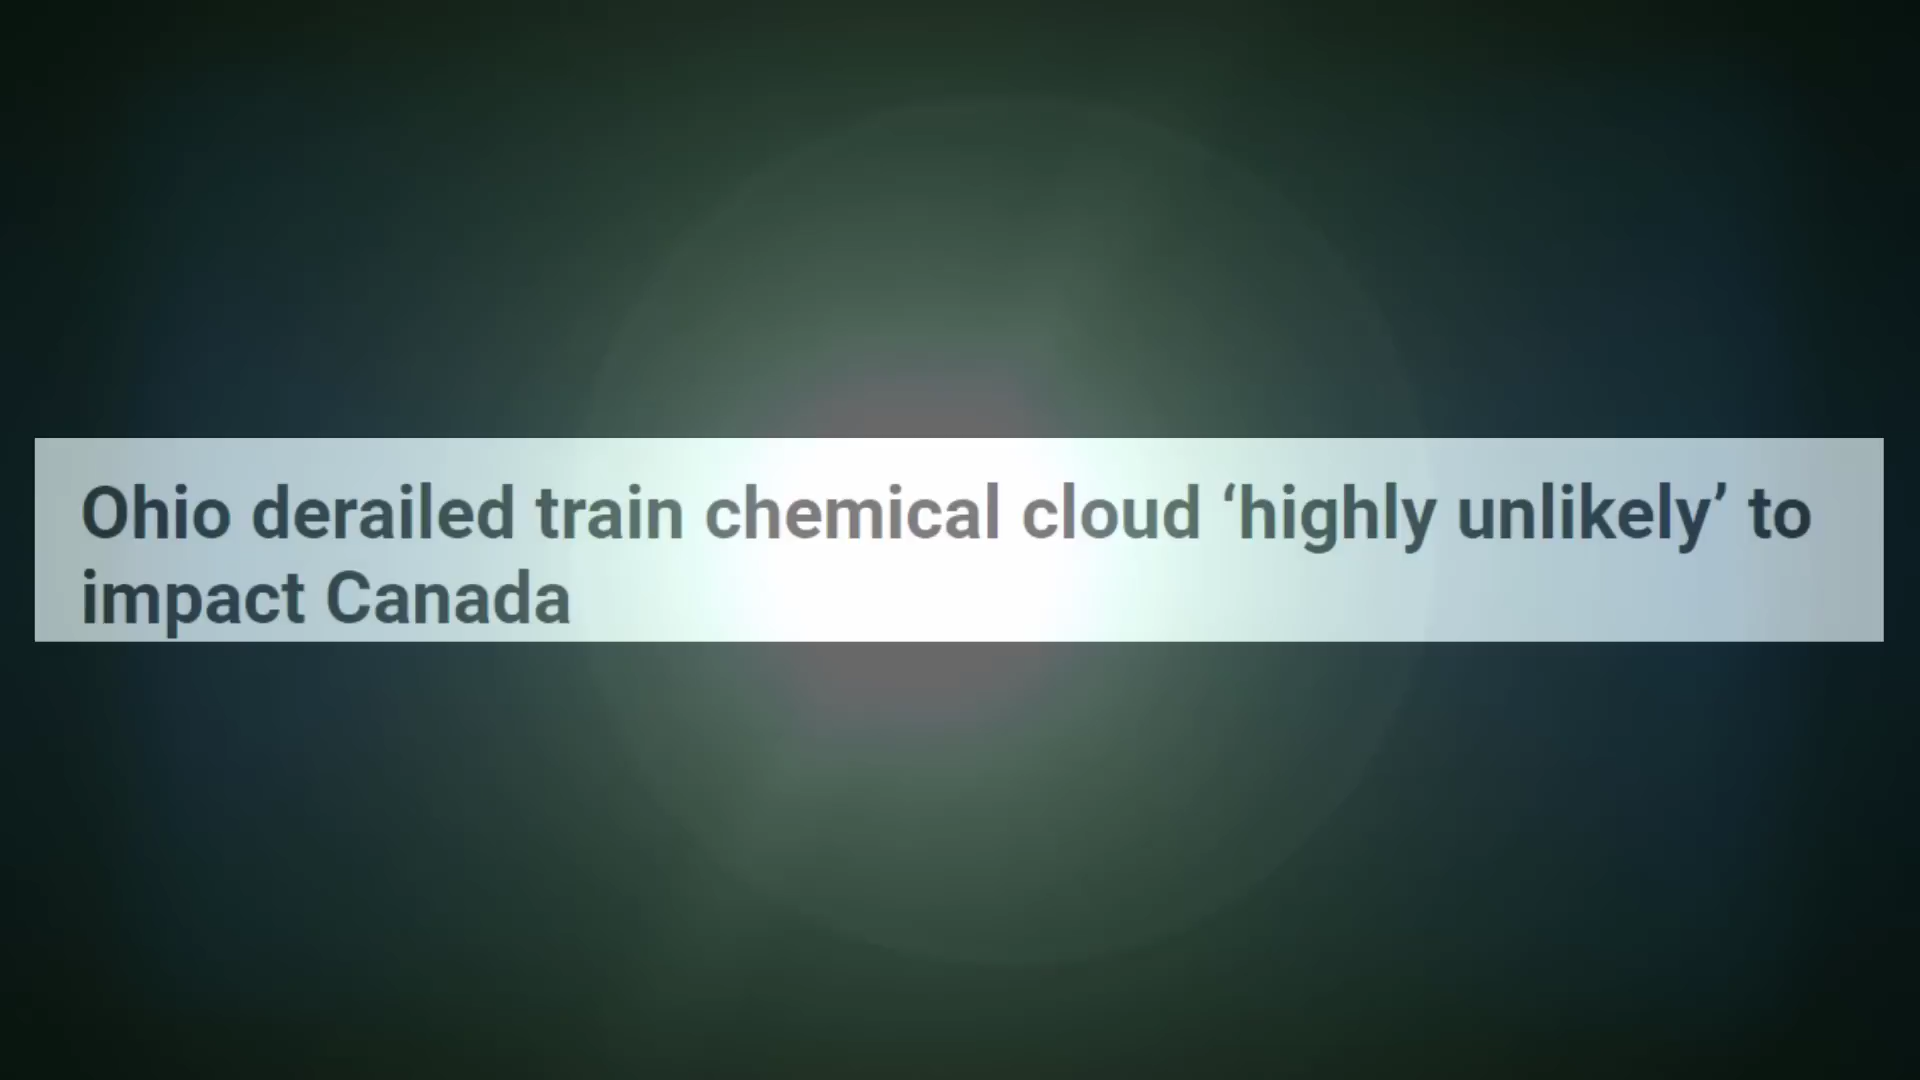 Ohio derailed train chemical cloud ‘highly unlikely’ to
impact Canada